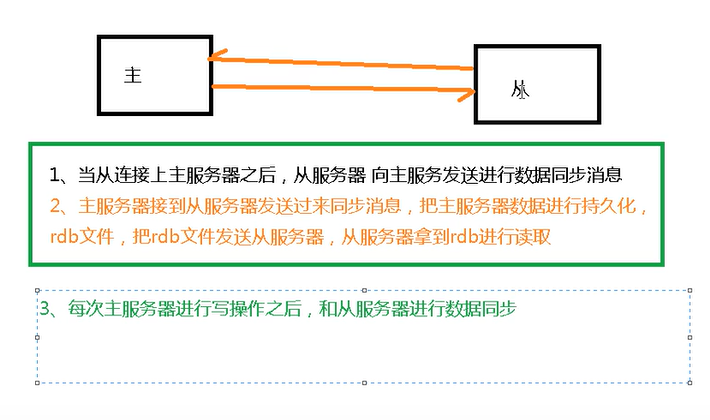 主
从
1、当从连接上主服务器之后，从服务器 向主服务发送进行数据同步消息
2、主服务器接到从服务器发送过来同步消息，把主服务器数据进行持久化，
rdb文件，把rdb文件发送从服务器，从服务器拿到rdb进行读取
3、每次主服务器进行写操作之后，和从服务器进行数据同步